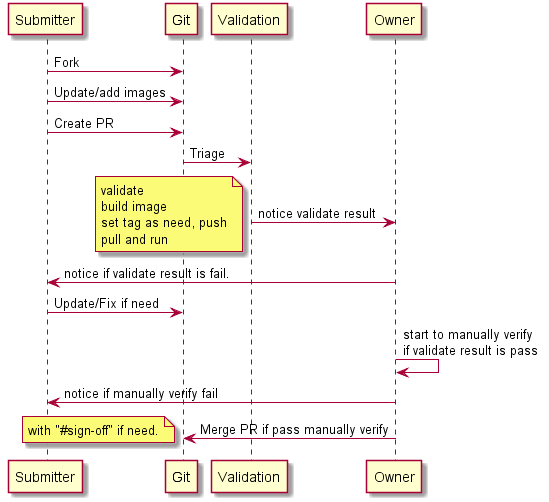 Submitter Git Validation Owner
Fork
Update/add images
Create PR
Triage
validate
build image
set tag as need, push
pull and run
notice validate result
notice if validate result is fail.
Update/Fix if need
start to manually verify
if validate result is pass
notice if manually verify fail
with "#sign-off" if need.
Merge PR if pass manually verify
Submitter Git Validation Owner